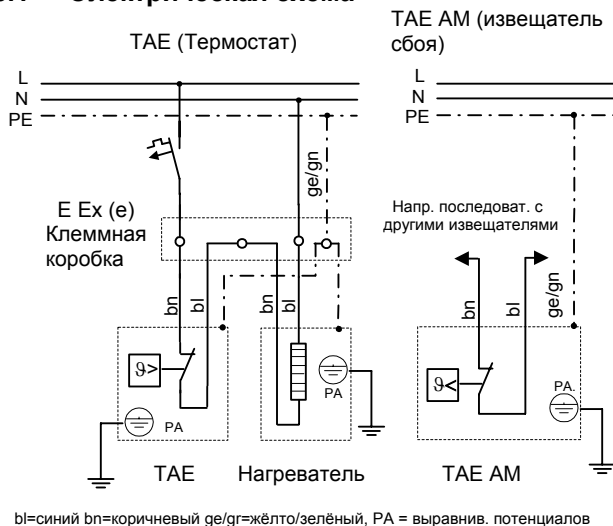 Электрическая схема
TAE (Термостат)
TAE AM (извещатель
сбоя)
L
N
PE
L
N
PE
ge/gn
E Ex (e)
Клеммная
коробка
Напр. последоват. с
другими извещателями
bn
bl
bn
bl
bn
bl
ge/gn
ϑ>
PA
PA
ϑ<
PA.
TAE
Нагреватель
TAE AM
bl=синий bn=коричневый ge/gr=жёлто/зелёный, PA = выравнив. потенциалов